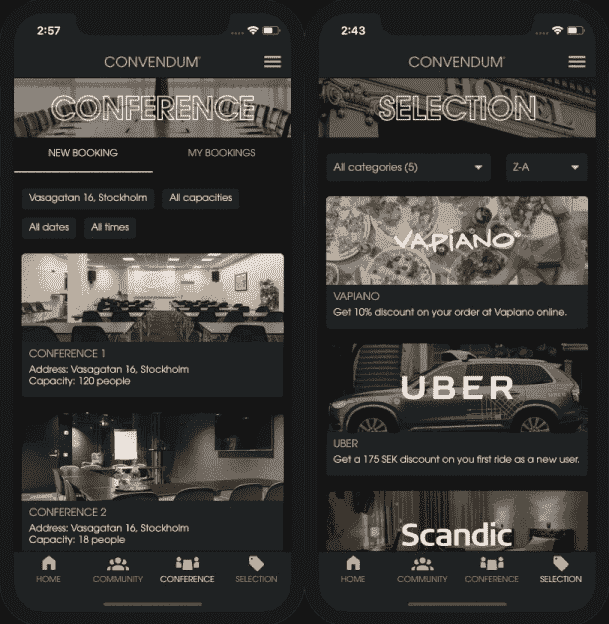 2:57
CONVENDUM
CONFERENCE
NEW BOOKING
MY BOOKINGS
Vasagatan 16, Stockholm
All capacities
All dates
All times
CONFERENCE 1
Address: Vasagatan 16, Stockholm
Capacity: 120 people
CONFERENCE 2
Address: Vasagatan 16, Stockholm
Capacity: 18 people
HOME
COMMUNITY
CONFERENCE
SELECTION
2:43
CONVENDUM
HOTEL
SELECTION
All categories (5)
Z-A
VAPIANO®
VAPIANO
Get 10% discount on your order at Vapiano online.
UBER
UBER
Get a 175 SEK discount on you first ride as a new user.
Scandic
HOME
COMMUNITY
CONFERENCE
SELECTION